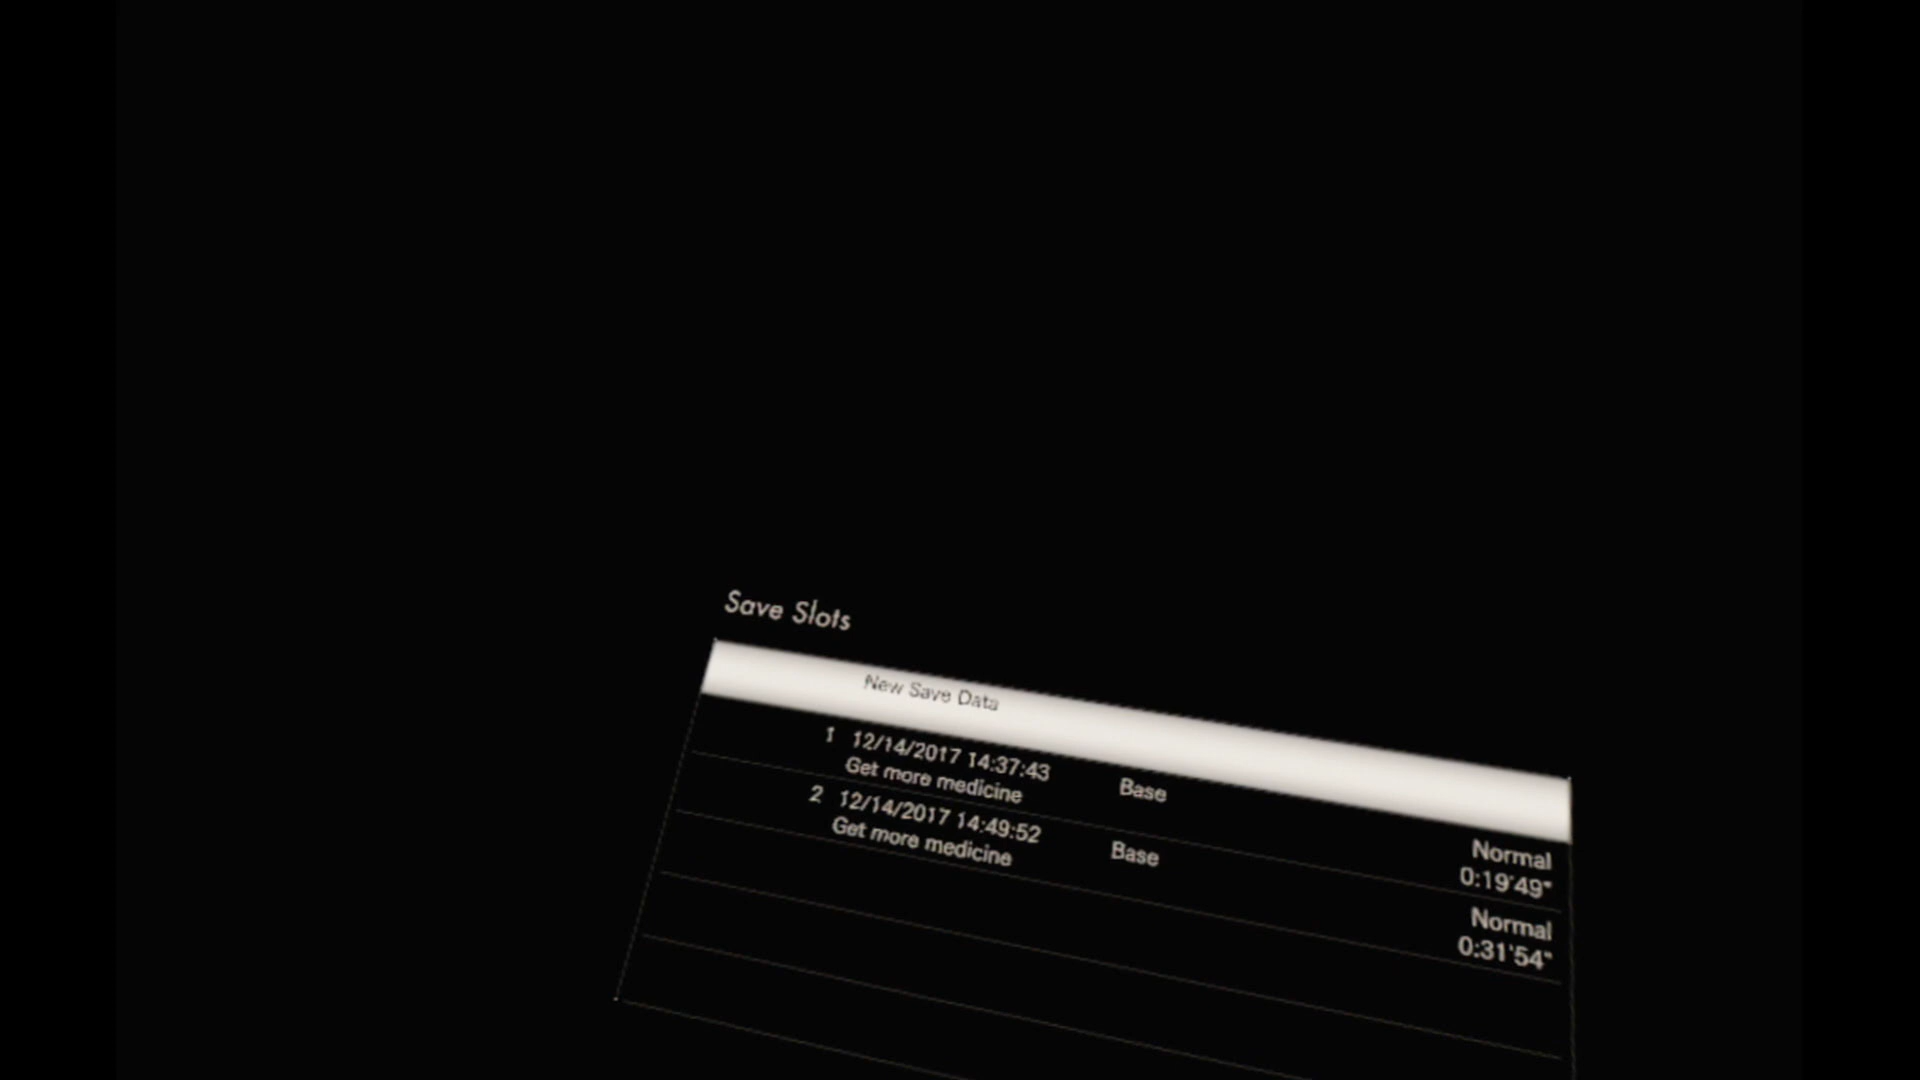 Save Slots
New Save Data
1 12/14/2017 14:37:43 Base Normal
Get more medicine 0:19'49"
2 12/14/2017 14:49:52 Base Normal
Get more medicine 0:31'54"